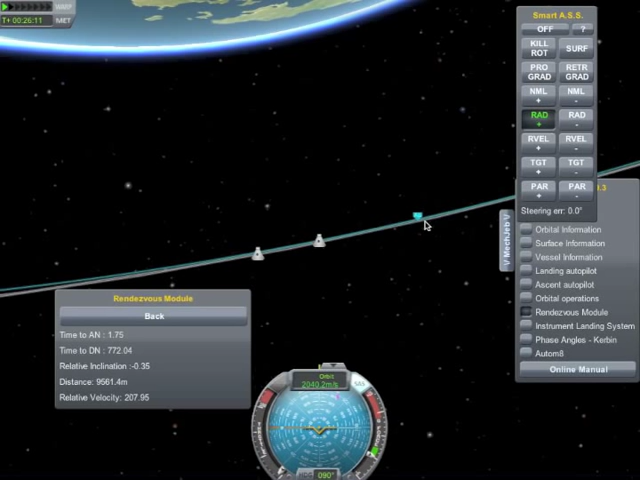 WARP
T+ 00:26:11 MET
Smart A.S.S.
OFF ?
KILL ROT SURF
PRO GRAD RETR GRAD
NML + NML -
RAD + RAD -
RVEL + RVEL -
TGT + TGT -
PAR + PAR -
Steering err: 0.0°
.3
V MechJeb V
Orbital Information
Surface Information
Vessel Information
Landing autopilot
Ascent autopilot
Orbital operations
Rendezvous Module
Instrument Landing System
Phase Angles - Kerbin
Autom8
Online Manual
Rendezvous Module
Back
Time to AN : 1.75
Time to DN : 772.04
Relative Inclination :-0.35
Distance: 9561.4m
Relative Velocity: 207.95
Orbit
2040.2m/s
090°